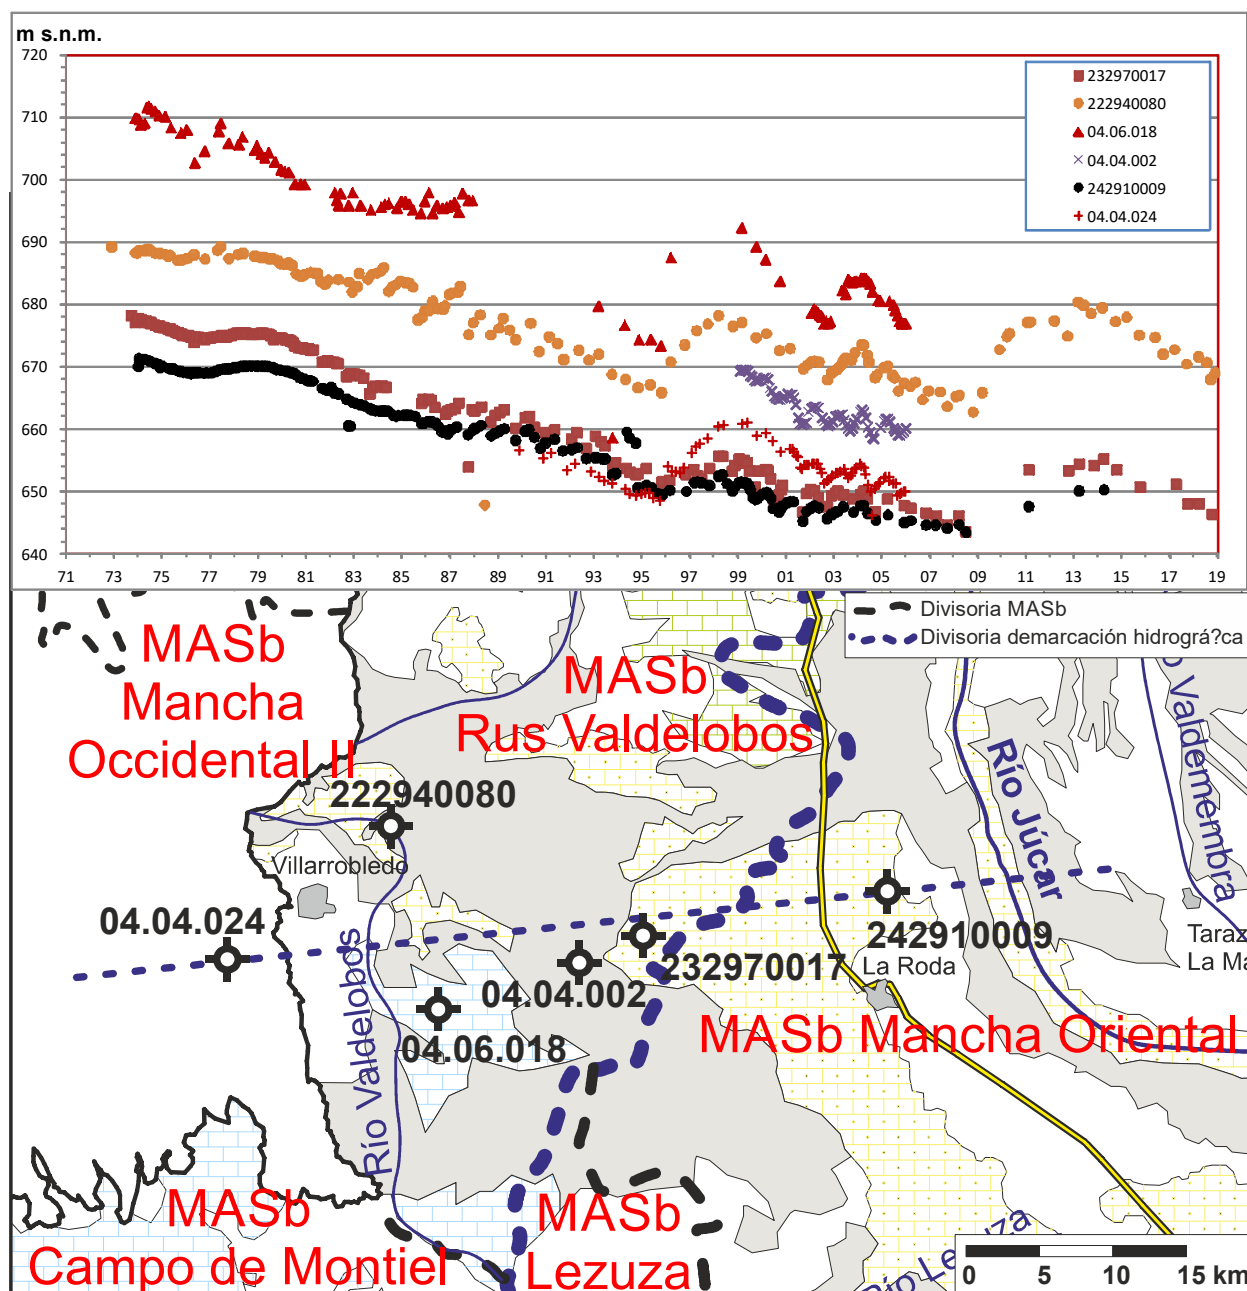 m s.n.m.
720
710
700
690
680
670
660
650
640
71 73 75 77 79 81 83 85 87 89 91 93 95 97 99 01 03 05 07 09 11 13 15 17 19
232970017
222940080
04.06.018
04.04.002
242910009
04.04.024
Divisoria MASb
Divisoria demarcación hidrográ?ca
MASb
Mancha
Occidental II
MASb
Rus Valdelobos
222940080
Villarrobledo
04.04.024
Río Valdelobos
04.04.002
04.06.018
232970017
242910009
La Roda
Río Júcar
Valdemembra
Taraz
La Ma
MASb Mancha Oriental
MASb
Campo de Montiel
MASb
Lezuza
Río Lezuza
0 5 10 15 km